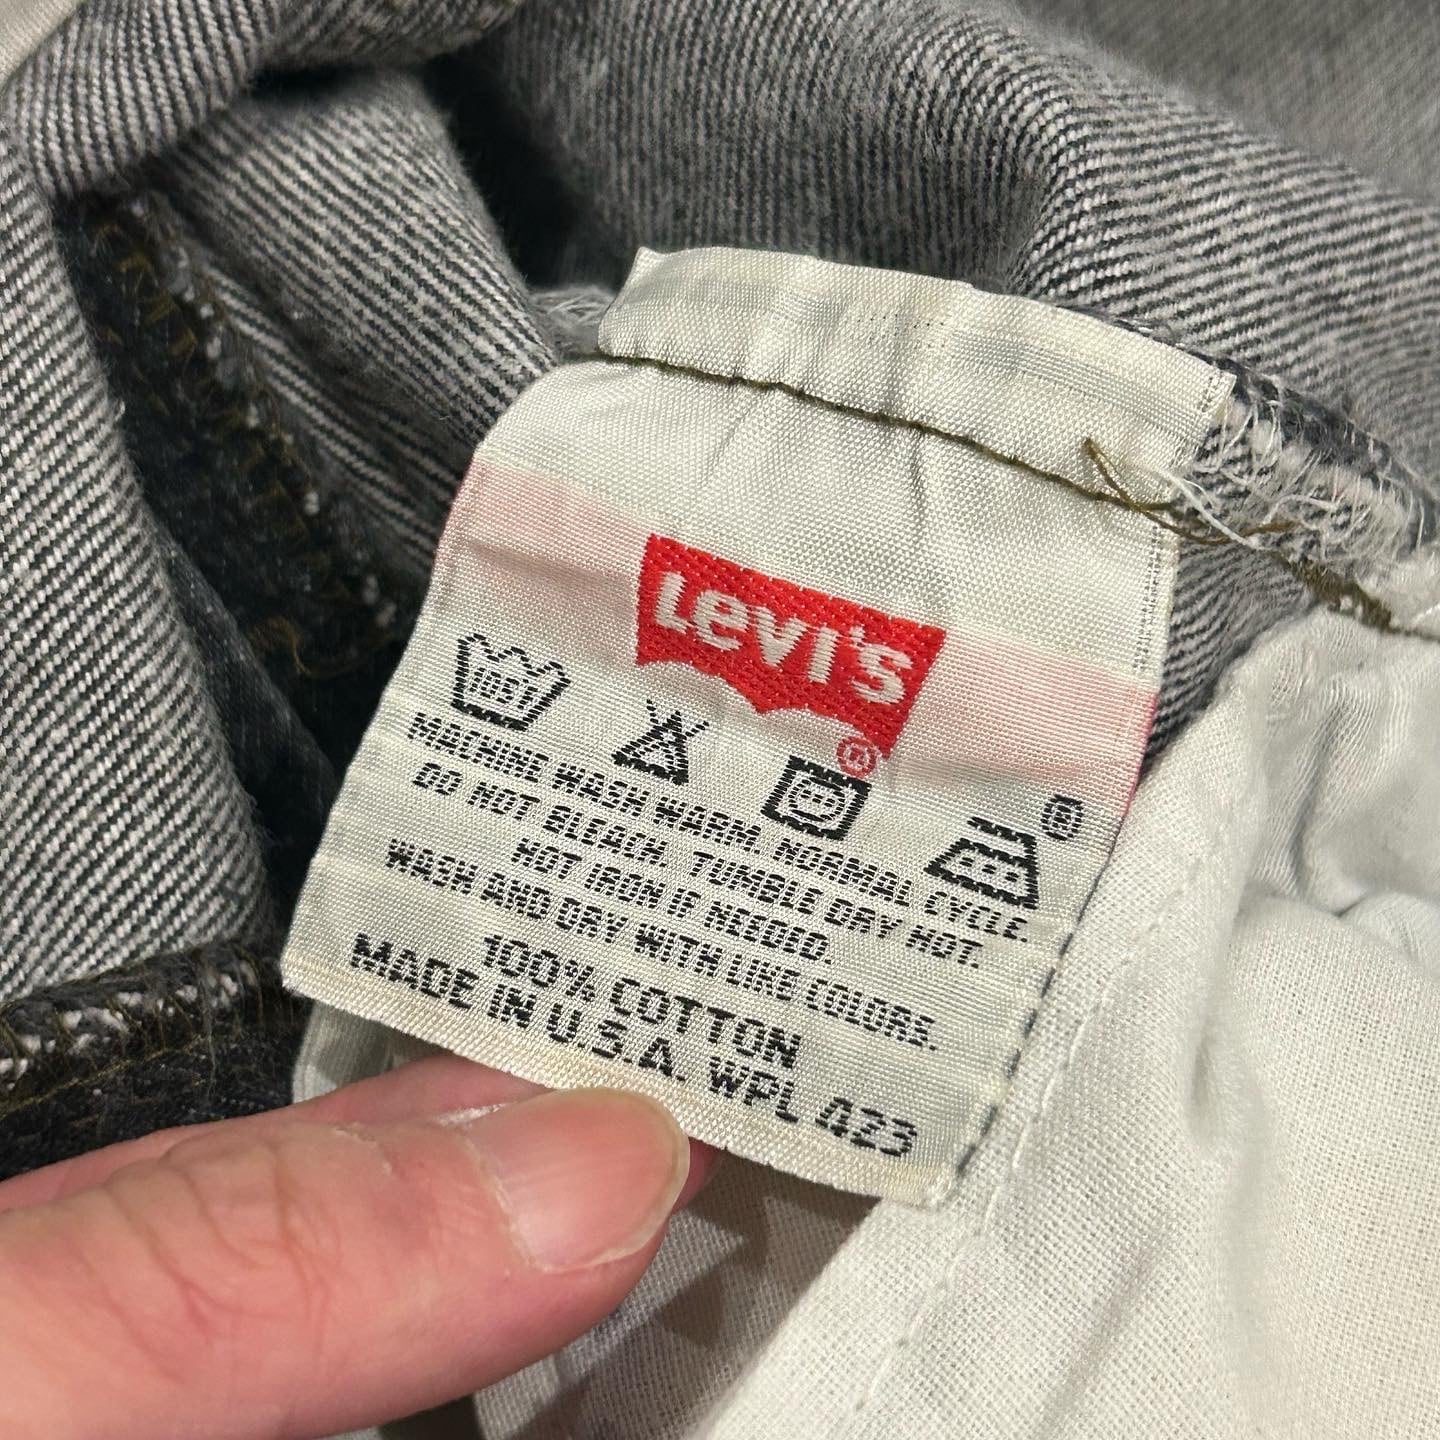 Levi's
®
105F
®
MACHINE WASH WARM. NORMAL CYCLE.
DO NOT BLEACH. TUMBLE DRY HOT.
HOT IRON IF NEEDED.
WASH AND DRY WITH LIKE COLORS.
100% COTTON
MADE IN U.S.A. WPL 423